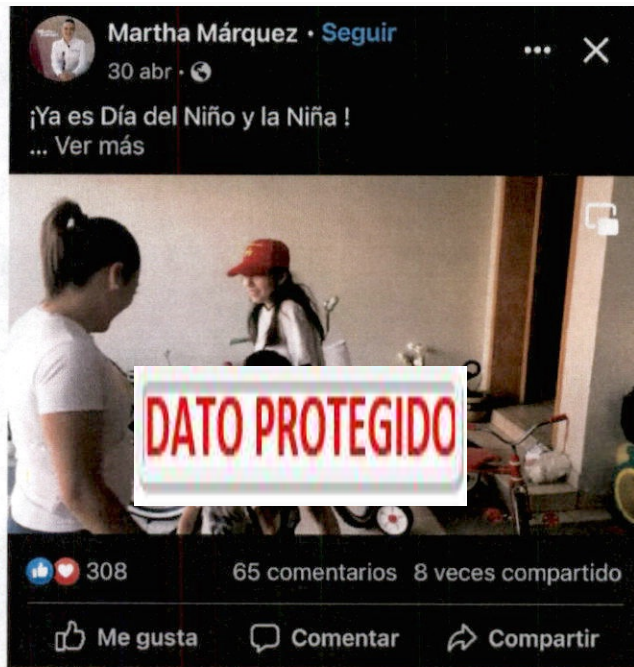 Martha Márquez · Seguir
30 abr ·
¡Ya es Día del Niño y la Niña !
... Ver más
DATO PROTEGIDO
308
65 comentarios 8 veces compartido
Me gusta Comentar Compartir